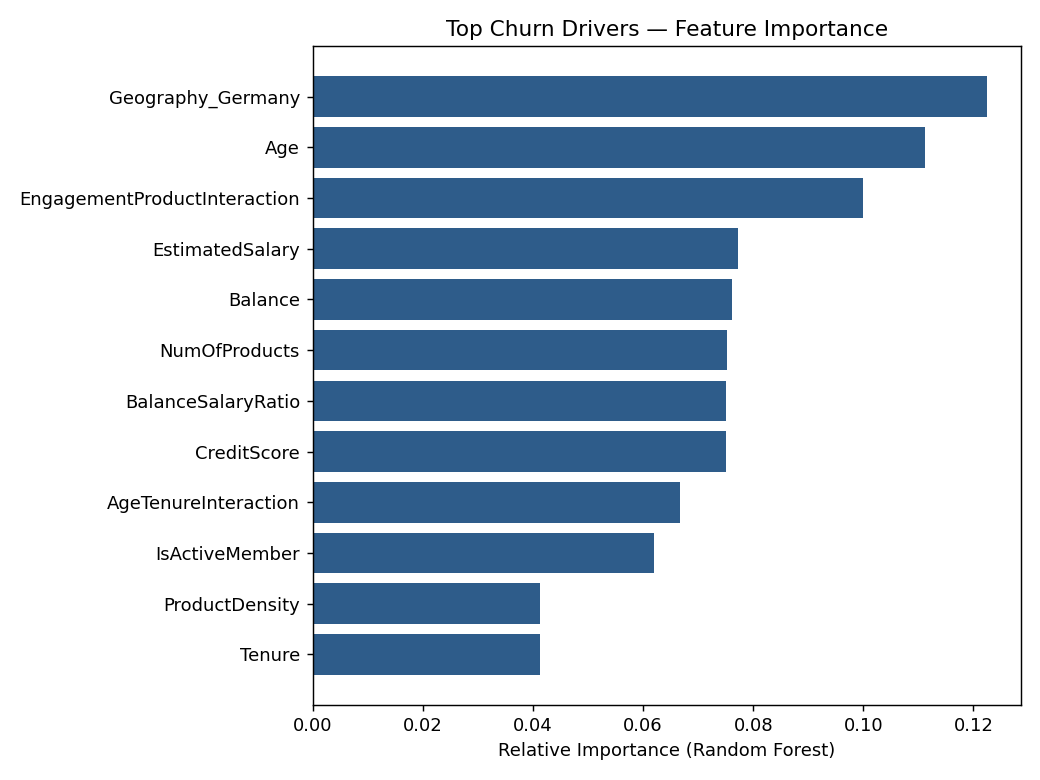 Top Churn Drivers — Feature Importance
Geography_Germany
Age
EngagementProductInteraction
EstimatedSalary
Balance
NumOfProducts
BalanceSalaryRatio
CreditScore
AgeTenureInteraction
IsActiveMember
ProductDensity
Tenure
0.00 0.02 0.04 0.06 0.08 0.10 0.12
Relative Importance (Random Forest)